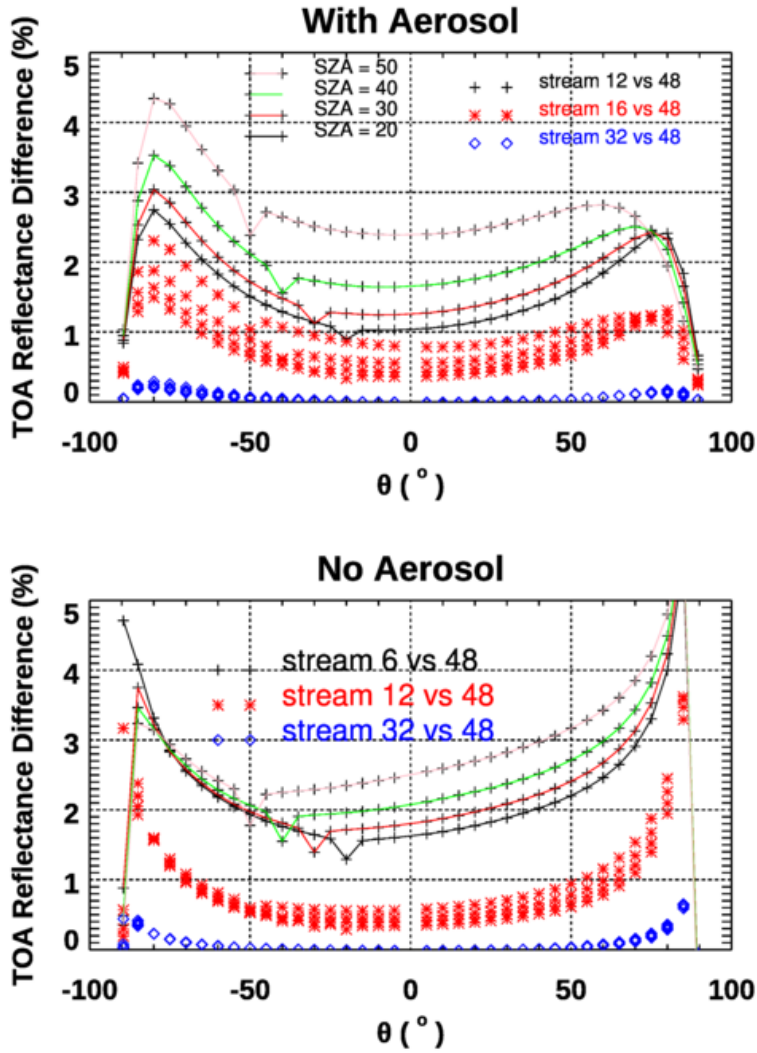 With Aerosol
TOA Reflectance Difference (%)
5
4
3
2
1
0
SZA = 50
SZA = 40
SZA = 30
SZA = 20
stream 12 vs 48
stream 16 vs 48
stream 32 vs 48
-100
-50
0
50
100
θ ( ° )
No Aerosol
TOA Reflectance Difference (%)
5
4
3
2
1
0
stream 6 vs 48
stream 12 vs 48
stream 32 vs 48
-100
-50
0
50
100
θ ( ° )